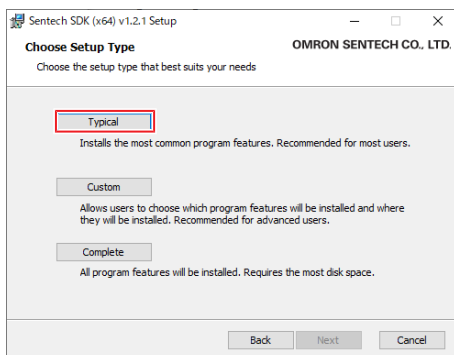 Sentech SDK (x64) v1.2.1 Setup
Choose Setup Type
OMRON SENTECH CO., LTD.
Choose the setup type that best suits your needs
Typical
Installs the most common program features. Recommended for most users.
Custom
Allows users to choose which program features will be installed and where
they will be installed. Recommended for advanced users.
Complete
All program features will be installed. Requires the most disk space.
Back
Next
Cancel